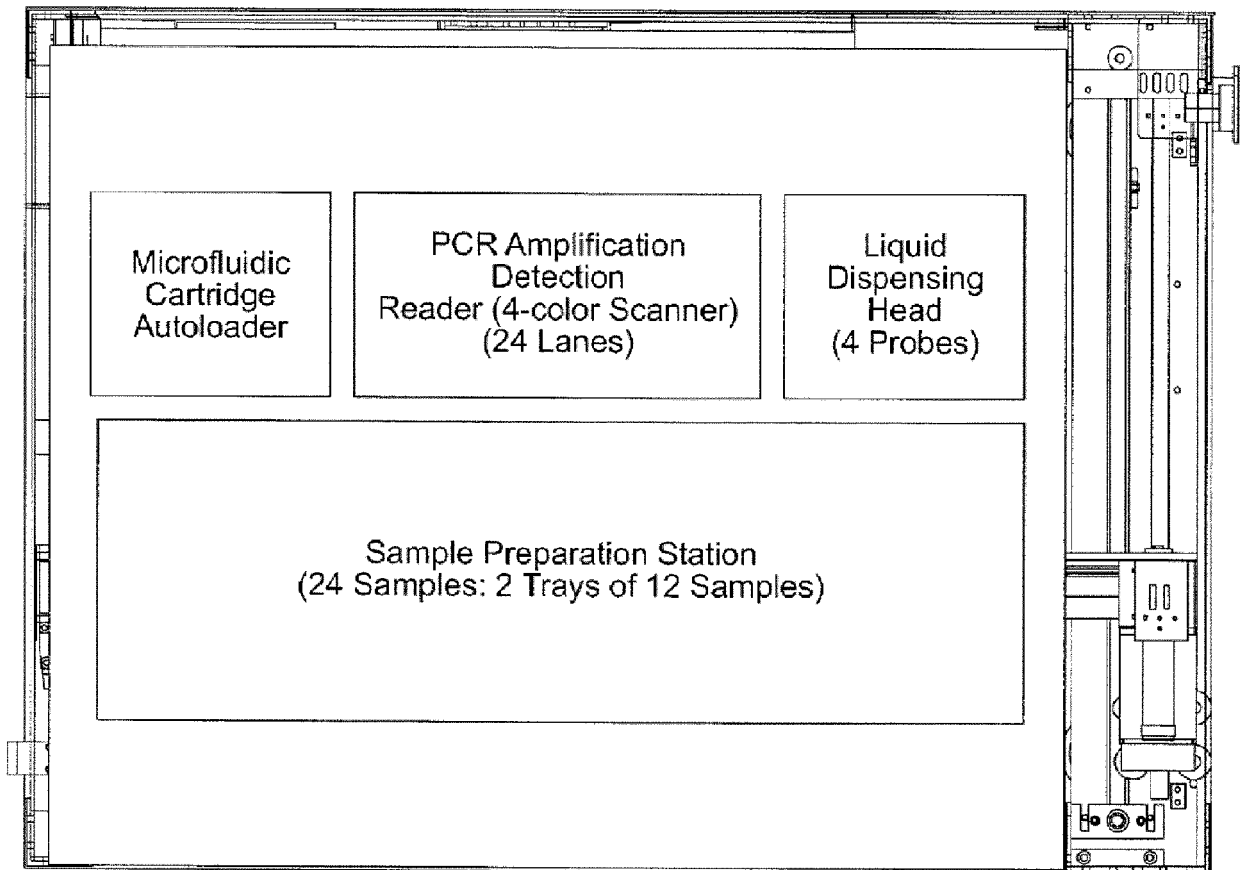 Microfluidic
Cartridge
Autoloader
PCR Amplification
Detection
Reader (4-color Scanner)
(24 Lanes)
Liquid
Dispensing
Head
(4 Probes)
Sample Preparation Station
(24 Samples: 2 Trays of 12 Samples)